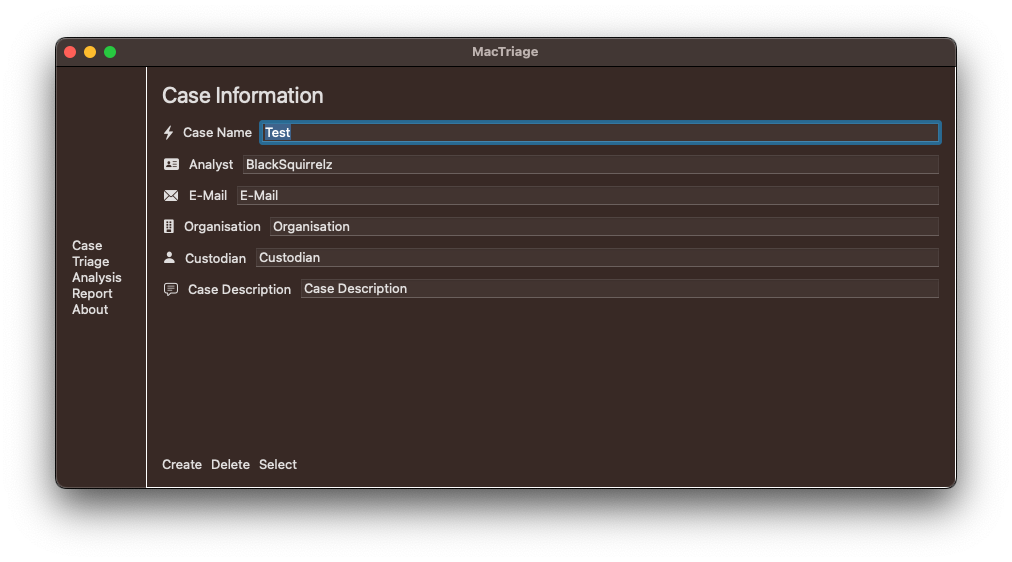 MacTriage
Case
Triage
Analysis
Report
About
Case Information
Case Name Test
Analyst BlackSquirrelz
E-Mail E-Mail
Organisation Organisation
Custodian Custodian
Case Description Case Description
Create Delete Select